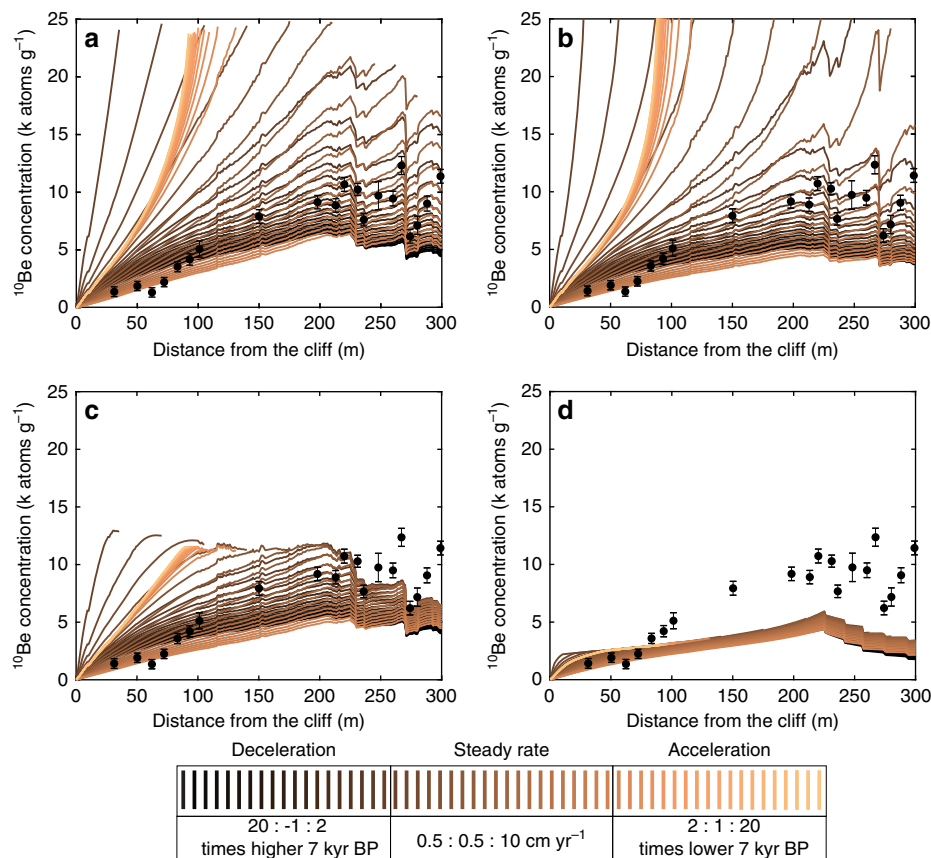 a
25
20
15
10
5
0
¹⁰Be concentration (k atoms g⁻¹)
0 50 100 150 200 250 300
Distance from the cliff (m)
b
25
20
15
10
5
0
¹⁰Be concentration (k atoms g⁻¹)
0 50 100 150 200 250 300
Distance from the cliff (m)
c
25
20
15
10
5
0
¹⁰Be concentration (k atoms g⁻¹)
0 50 100 150 200 250 300
Distance from the cliff (m)
d
25
20
15
10
5
0
¹⁰Be concentration (k atoms g⁻¹)
0 50 100 150 200 250 300
Distance from the cliff (m)
Deceleration Steady rate Acceleration
20 : -1 : 2
times higher 7 kyr BP
0.5 : 0.5 : 10 cm yr⁻¹
2 : 1 : 20
times lower 7 kyr BP